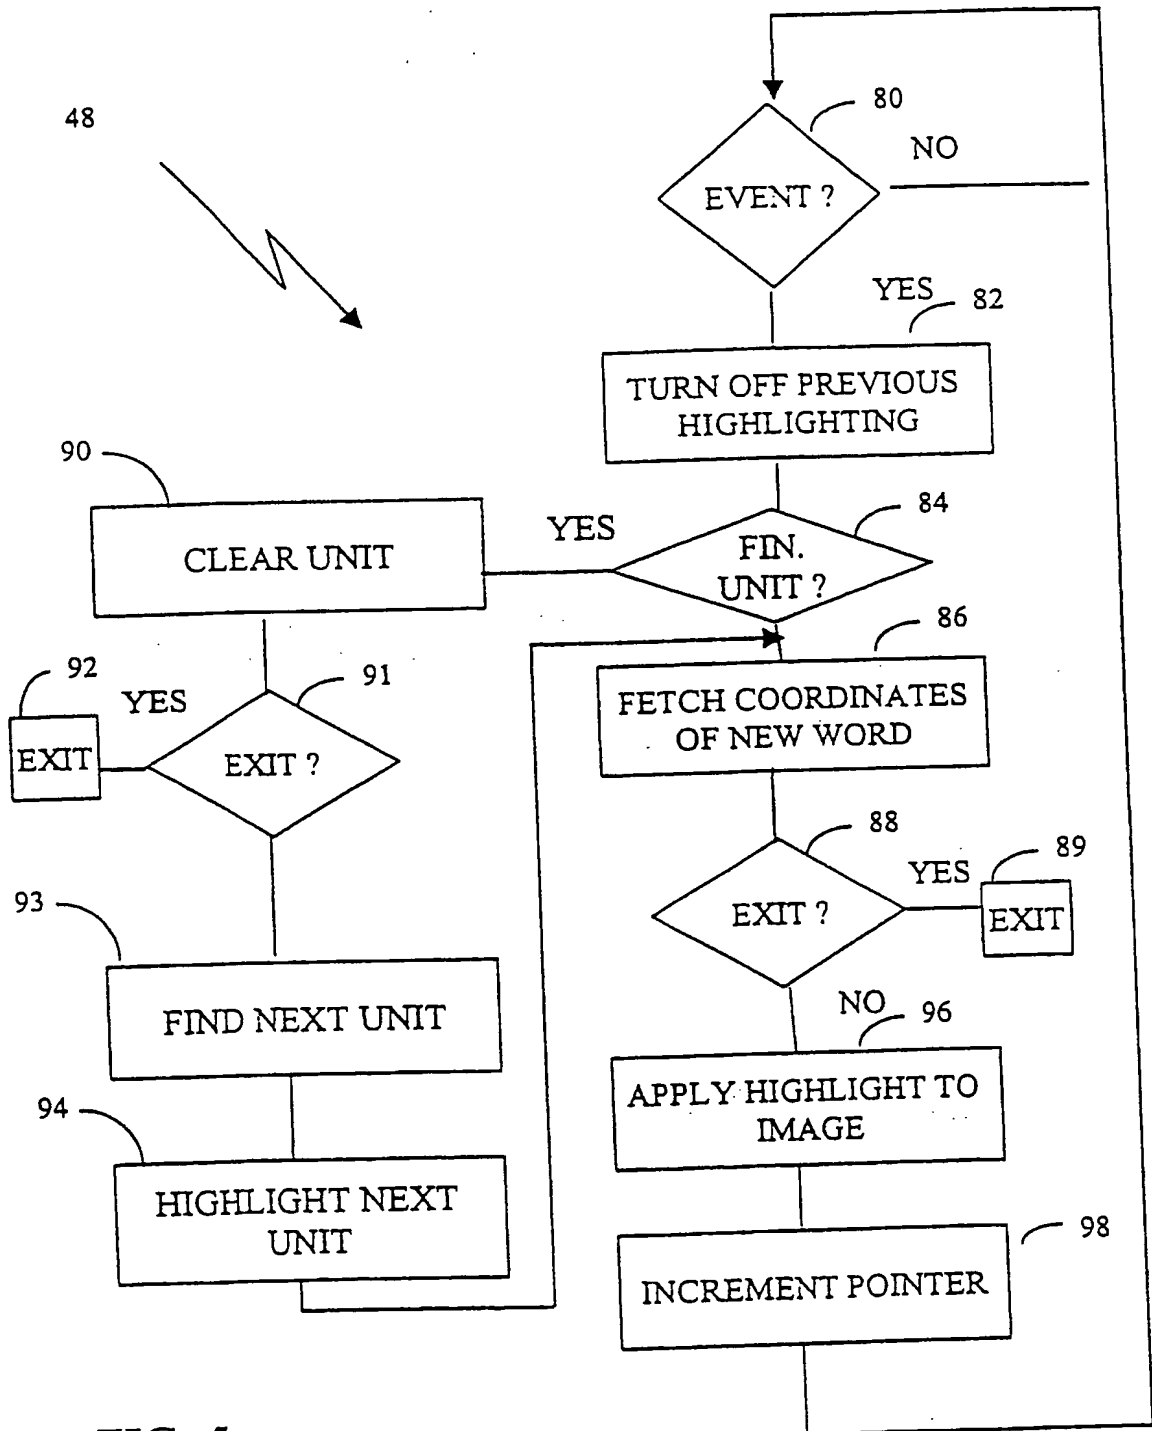 48
80
EVENT ?
NO
YES
82
TURN OFF PREVIOUS
HIGHLIGHTING
84
FIN.
UNIT ?
YES
90
CLEAR UNIT
86
FETCH COORDINATES
OF NEW WORD
92
YES
91
EXIT
EXIT ?
88
EXIT ?
YES
89
EXIT
93
FIND NEXT UNIT
NO
96
APPLY HIGHLIGHT TO
IMAGE
94
HIGHLIGHT NEXT
UNIT
98
INCREMENT POINTER